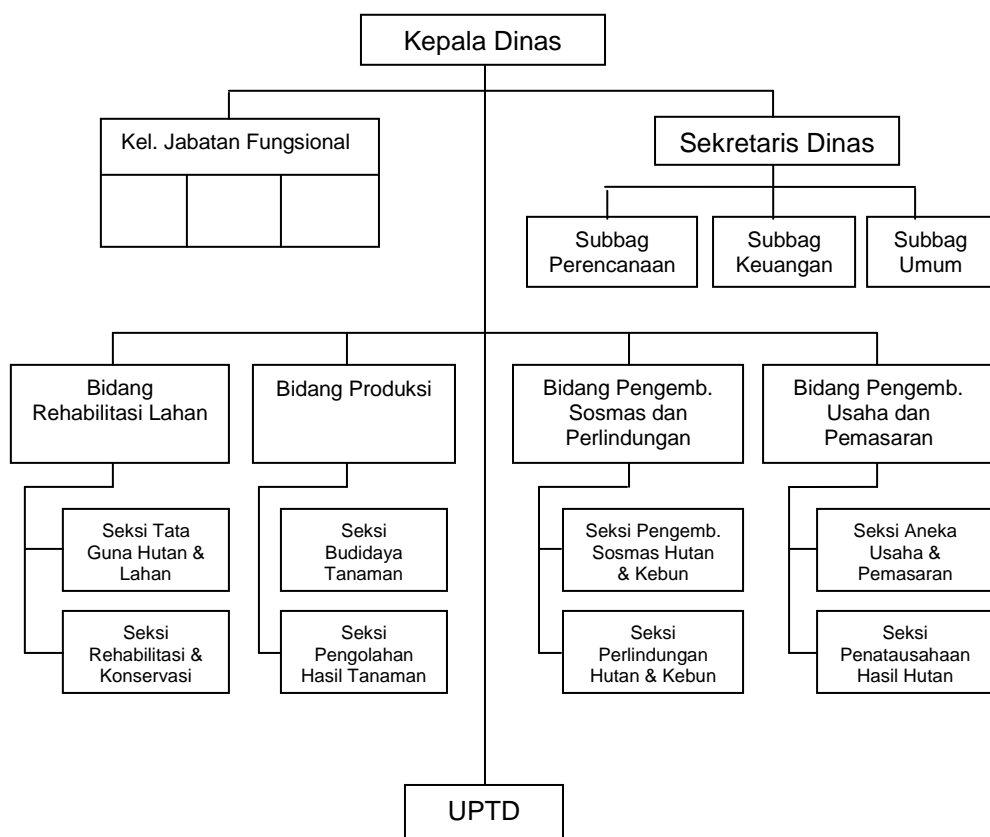 Kepala Dinas
Kel. Jabatan Fungsional
Sekretaris Dinas
Subbag
Perencanaan
Subbag
Keuangan
Subbag
Umum
Bidang
Rehabilitasi Lahan
Bidang Produksi
Bidang Pengemb.
Sosmas dan
Perlindungan
Bidang Pengemb.
Usaha dan
Pemasaran
Seksi Tata
Guna Hutan &
Lahan
Seksi
Budidaya
Tanaman
Seksi Pengemb.
Sosmas Hutan
& Kebun
Seksi Aneka
Usaha &
Pemasaran
Seksi
Rehabilitasi &
Konservasi
Seksi
Pengolahan
Hasil Tanaman
Seksi
Perlindungan
Hutan & Kebun
Seksi
Penatausahaan
Hasil Hutan
UPTD